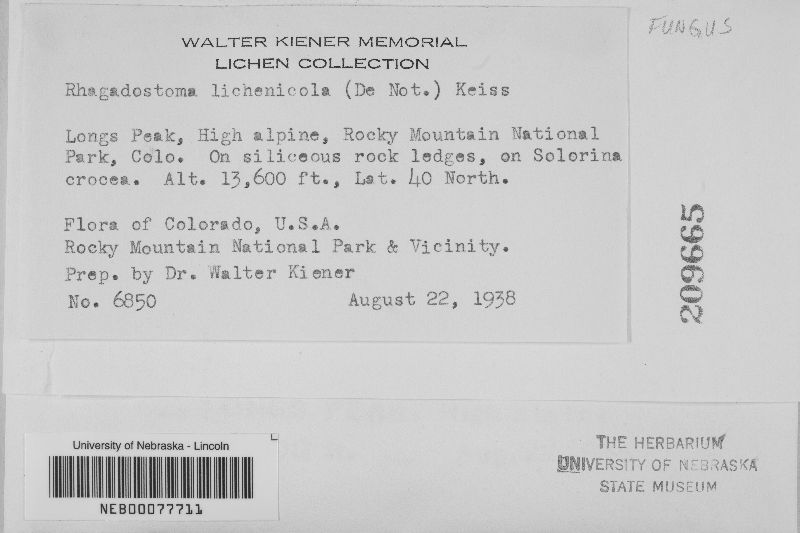 WALTER KIENER MEMORIAL
LICHEN COLLECTION
Rhagadostoma lichenicola (De Not.) Keiss
Longs Peak, High alpine, Rocky Mountain National
Park, Colo. On siliceous rock ledges, on Solorina
crocea. Alt. 13,600 ft., Lat. 40 North.
Flora of Colorado, U.S.A.
Rocky Mountain National Park & Vicinity.
Prep. by Dr. Walter Kiener
No. 6850 August 22, 1938
FUNGUS
209665
University of Nebraska - Lincoln
NEB00077711
THE HERBARIUM
UNIVERSITY OF NEBRASKA
STATE MUSEUM